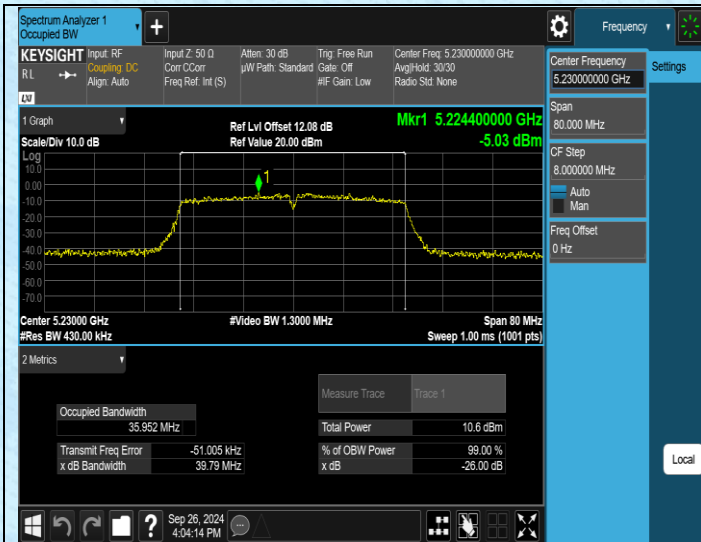 Spectrum Analyzer 1
Occupied BW
Frequency
KEYSIGHT
RL
LXI
Input: RF
Coupling: DC
Align: Auto
Input Z: 50 Ω
Corr CCorr
Freq Ref: Int (S)
Atten: 30 dB
µW Path: Standard
Trig: Free Run
Gate: Off
#IF Gain: Low
Center Freq: 5.230000000 GHz
Avg|Hold: 30/30
Radio Std: None
1 Graph
Scale/Div 10.0 dB
Ref Lvl Offset 12.08 dB
Ref Value 20.00 dBm
Mkr1 5.224400000 GHz
-5.03 dBm
Log
10.0
0.00
-10.0
-20.0
-30.0
-40.0
-50.0
-60.0
-70.0
1
Center 5.23000 GHz
#Res BW 430.00 kHz
#Video BW 1.3000 MHz
Span 80 MHz
Sweep 1.00 ms (1001 pts)
2 Metrics
Measure Trace
Trace 1
Occupied Bandwidth
35.952 MHz
Total Power 10.6 dBm
Transmit Freq Error -51.005 kHz
% of OBW Power 99.00 %
x dB Bandwidth 39.79 MHz
x dB -26.00 dB
Center Frequency
5.230000000 GHz
Settings
Span
80.000 MHz
CF Step
8.000000 MHz
Auto
Man
Freq Offset
0 Hz
Local
?
Sep 26, 2024
4:04:14 PM